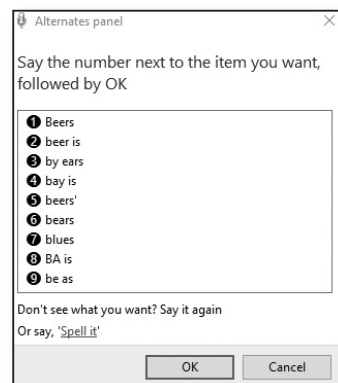 Alternates panel
Say the number next to the item you want,
followed by OK
1 Beers
2 beer is
3 by ears
4 bay is
5 beers'
6 bears
7 blues
8 BA is
9 be as
Don't see what you want? Say it again
Or say, 'Spell it'
OK Cancel